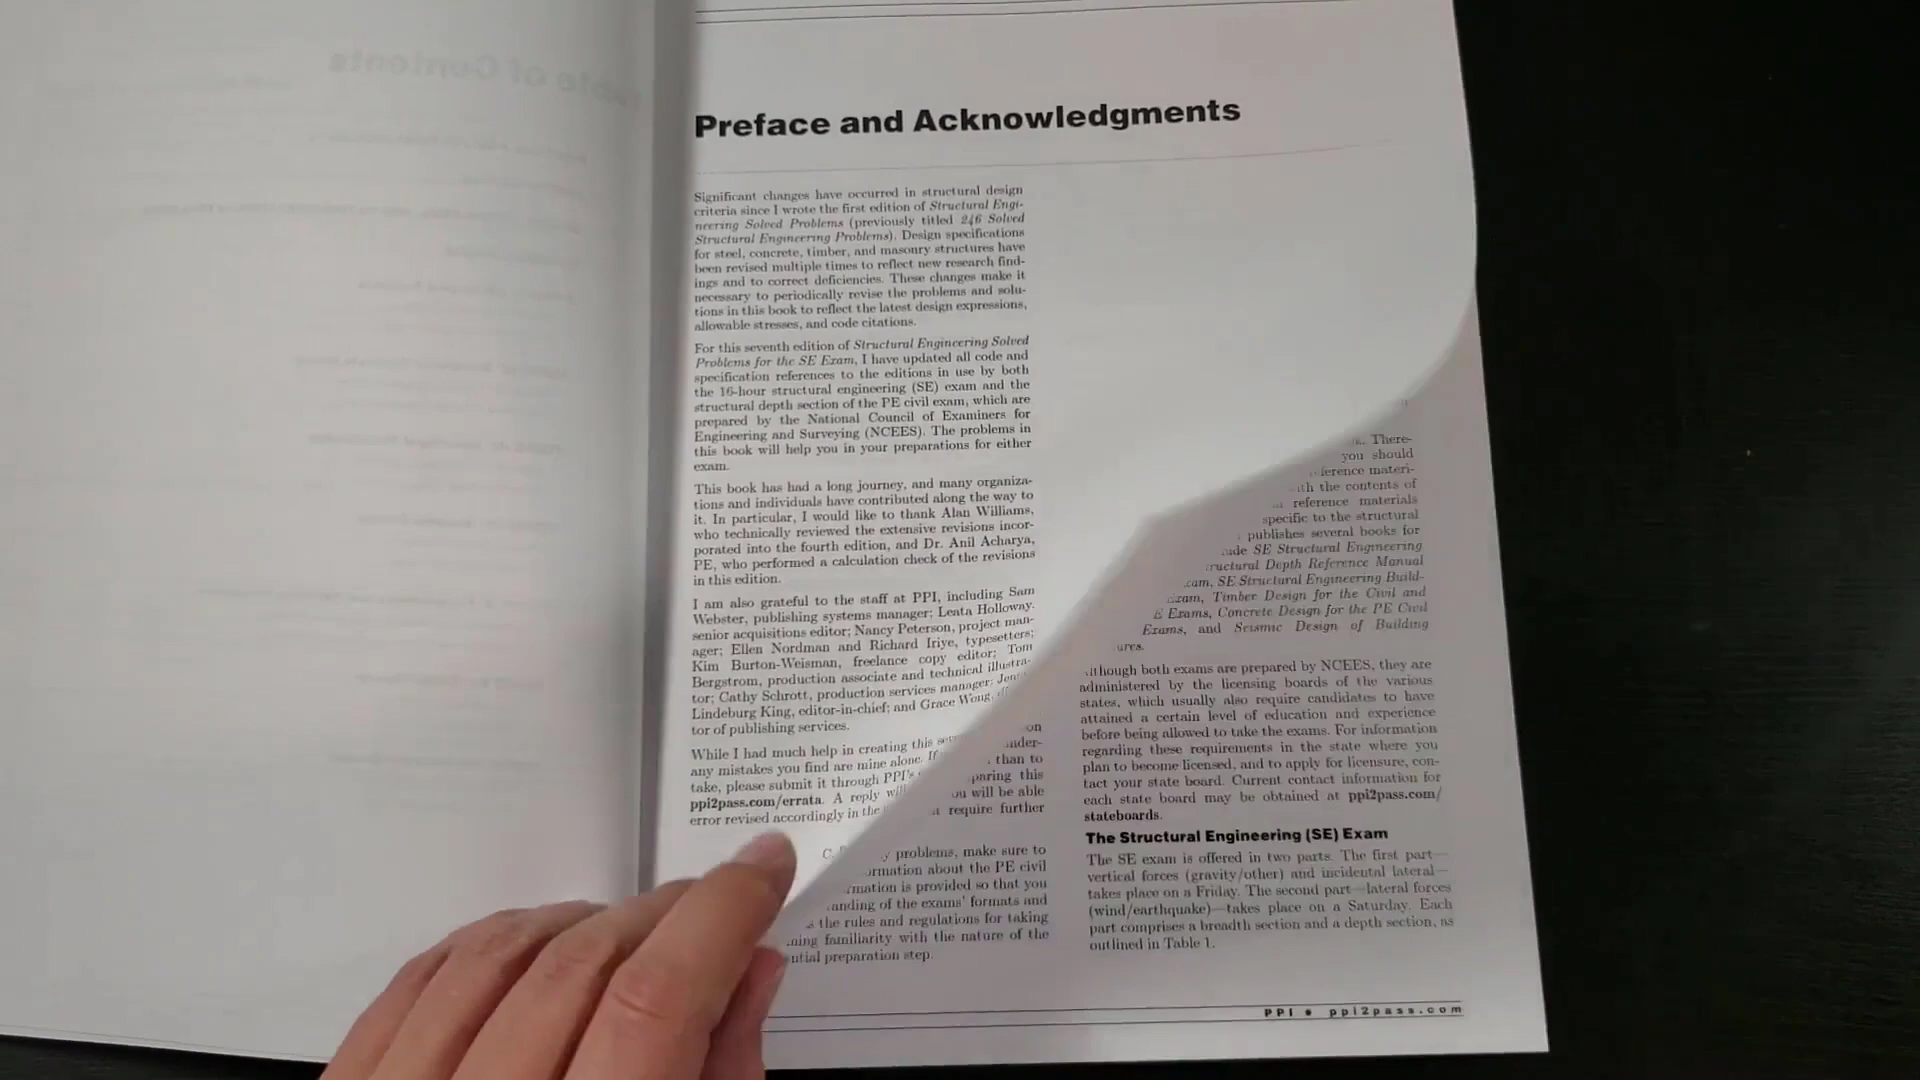 Table of Contents
Preface and Acknowledgments
Significant changes have occurred in structural design
criteria since I wrote the first edition of Structural Engi-
neering Solved Problems (previously titled 246 Solved
Structural Engineering Problems). Design specifications
for steel, concrete, timber, and masonry structures have
been revised multiple times to reflect new research find-
ings and to correct deficiencies. These changes make it
necessary to periodically revise the problems and solu-
tions in this book to reflect the latest design expressions,
allowable stresses, and code citations.
For this seventh edition of Structural Engineering Solved
Problems for the SE Exam, I have updated all code and
specification references to the editions in use by both
the 16-hour structural engineering (SE) exam and the
structural depth section of the PE civil exam, which are
prepared by the National Council of Examiners for
Engineering and Surveying (NCEES). The problems in
this book will help you in your preparations for either
exam.
This book has had a long journey, and many organiza-
tions and individuals have contributed along the way to
it. In particular, I would like to thank Alan Williams,
who technically reviewed the extensive revisions incor-
porated into the fourth edition, and Dr. Anil Acharya,
PE, who performed a calculation check of the revisions
in this edition.
I am also grateful to the staff at PPI, including Sam
Webster, publishing systems manager; Leata Holloway,
senior acquisitions editor; Nancy Peterson, project man-
ager; Ellen Nordman and Richard Iriye, typesetters;
Kim Burton-Weisman, freelance copy editor; Tom
Bergstrom, production associate and technical illustra-
tor; Cathy Schrott, production services manager;
Lindeburg King, editor-in-chief; and Grace Wong,
tor of publishing services.
While I had much help in creating this
any mistakes you find are mine alone. If
take, please submit it through PPI's
ppi2pass.com/errata. A reply
error revised accordingly in the
C.
on
than to
paring this
you will be able
require further
problems, make sure to
about the PE civil
is provided so that you
of the exams' formats and
the rules and regulations for taking
familiarity with the nature of the
preparation step.
There-
you should
materi-
the contents of
reference materials
specific to the structural
publishes several books for
SE Structural Engineering
Depth Reference Manual
SE Structural Engineering Build-
Timber Design for the Civil and
Exams, Concrete Design for the PE Civil
Exams, and Seismic Design of Building
although both exams are prepared by NCEES, they are
administered by the licensing boards of the various
states, which usually also require candidates to have
attained a certain level of education and experience
before being allowed to take the exams. For information
regarding these requirements in the state where you
plan to become licensed, and to apply for licensure, con-
tact your state board. Current contact information for
each state board may be obtained at ppi2pass.com/
stateboards.
The Structural Engineering (SE) Exam
The SE exam is offered in two parts. The first part—
vertical forces (gravity/other) and incidental lateral—
takes place on a Friday. The second part—lateral forces
(wind/earthquake)—takes place on a Saturday. Each
part comprises a breadth section and a depth section, as
outlined in Table 1.
PPI • ppi2pass.com